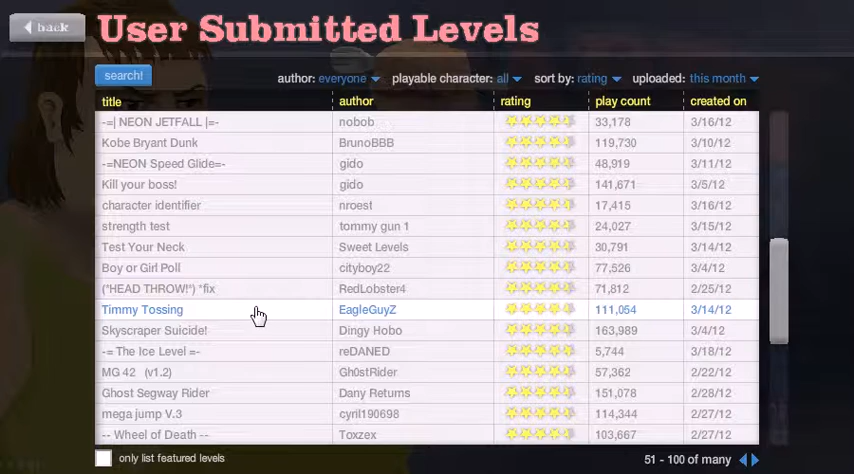 back User Submitted Levels
search! author: everyone playable character: all sort by: rating uploaded: this month
title author rating play count created on
-=| NEON JETFALL |=- nobob 33,178 3/16/12
Kobe Bryant Dunk BrunoBBB 119,730 3/10/12
-=NEON Speed Glide=- gido 48,919 3/11/12
Kill your boss! gido 141,671 3/5/12
character identifier nroest 17,415 3/16/12
strength test tommy gun 1 24,027 3/15/12
Test Your Neck Sweet Levels 30,791 3/14/12
Boy or Girl Poll cityboy22 77,526 3/4/12
(*HEAD THROW!*) *fix RedLobster4 71,812 2/25/12
Timmy Tossing EagleGuyZ 111,054 3/14/12
Skyscraper Suicide! Dingy Hobo 163,989 3/4/12
-= The Ice Level =- reDANED 5,744 3/18/12
MG 42 (v1.2) Gh0stRider 57,362 2/22/12
Ghost Segway Rider Dany Returns 151,078 2/28/12
mega jump V.3 cyril190698 114,344 2/27/12
-- Wheel of Death -- Toxzex 103,667 2/27/12
only list featured levels 51 - 100 of many